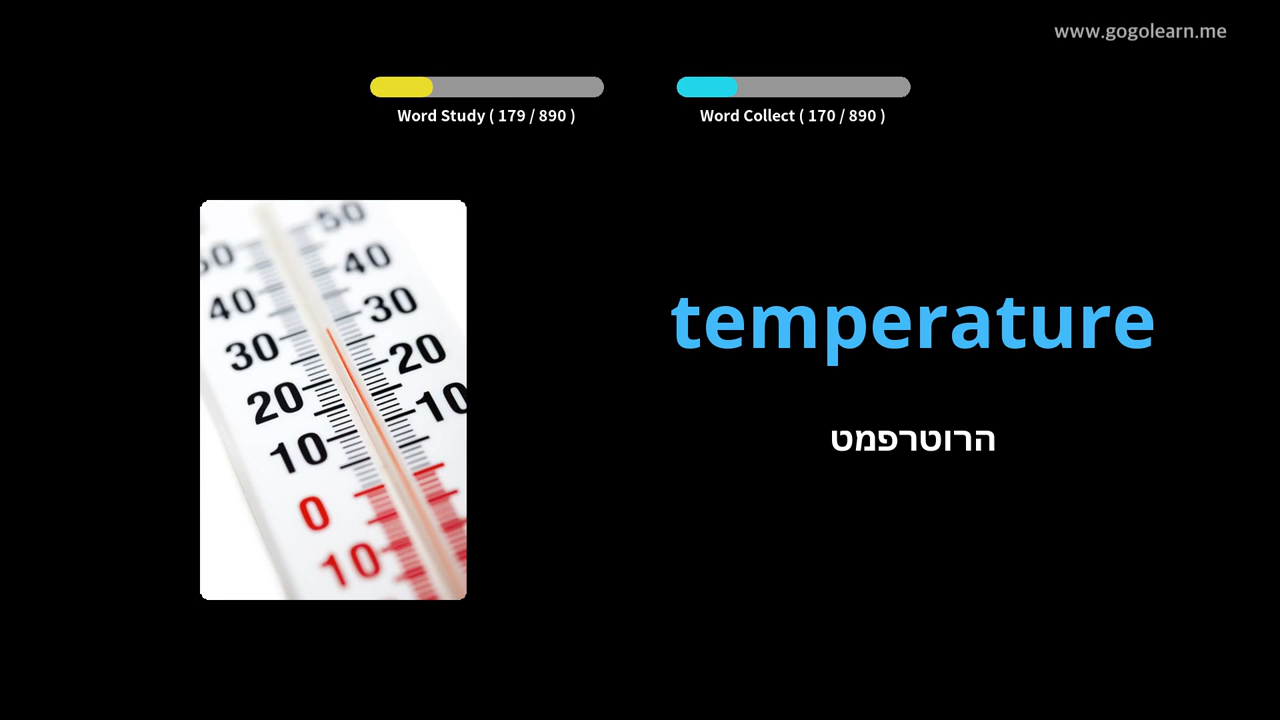 www.gogolearn.me
Word Study ( 179 / 890 )
Word Collect ( 170 / 890 )
50
40
40
30
30
20
20
10
10
0
10
temperature
הרוטרפמט